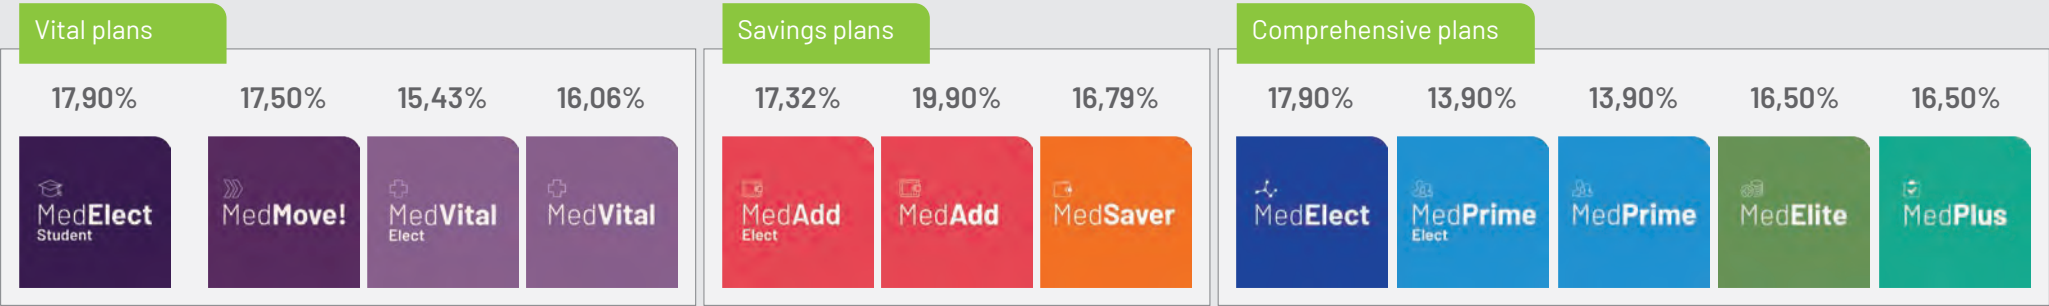 Vital plans
17,90% 17,50% 15,43% 16,06%
MedElect
Student
MedMove!
MedVital
Elect
MedVital
Savings plans
17,32% 19,90% 16,79%
MedAdd
Elect
MedAdd
MedSaver
Comprehensive plans
17,90% 13,90% 13,90% 16,50% 16,50%
MedElect
MedPrime
Elect
MedPrime
MedElite
MedPlus